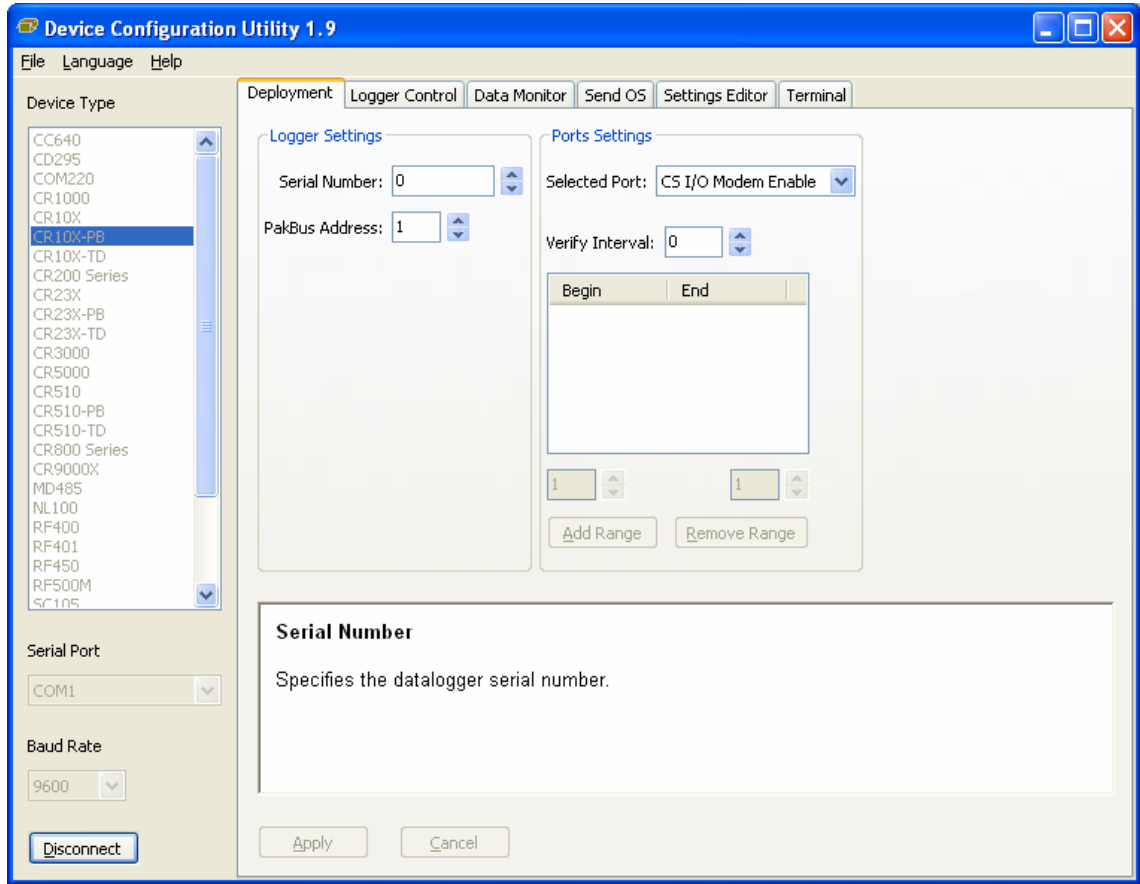 Device Configuration Utility 1.9
File Language Help
Device Type
CC640
CD295
COM220
CR1000
CR10X
CR10X-PB
CR10X-TD
CR200 Series
CR23X
CR23X-PB
CR23X-TD
CR3000
CR5000
CR510
CR510-PB
CR510-TD
CR800 Series
CR9000X
MD485
NL100
RF400
RF401
RF450
RF500M
SC105
Serial Port
COM1
Baud Rate
9600
Disconnect
Deployment Logger Control Data Monitor Send OS Settings Editor Terminal
Logger Settings
Serial Number: 0
PakBus Address: 1
Ports Settings
Selected Port: CS I/O Modem Enable
Verify Interval: 0
Begin End
1 1
Add Range Remove Range
Serial Number
Specifies the datalogger serial number.
Apply Cancel